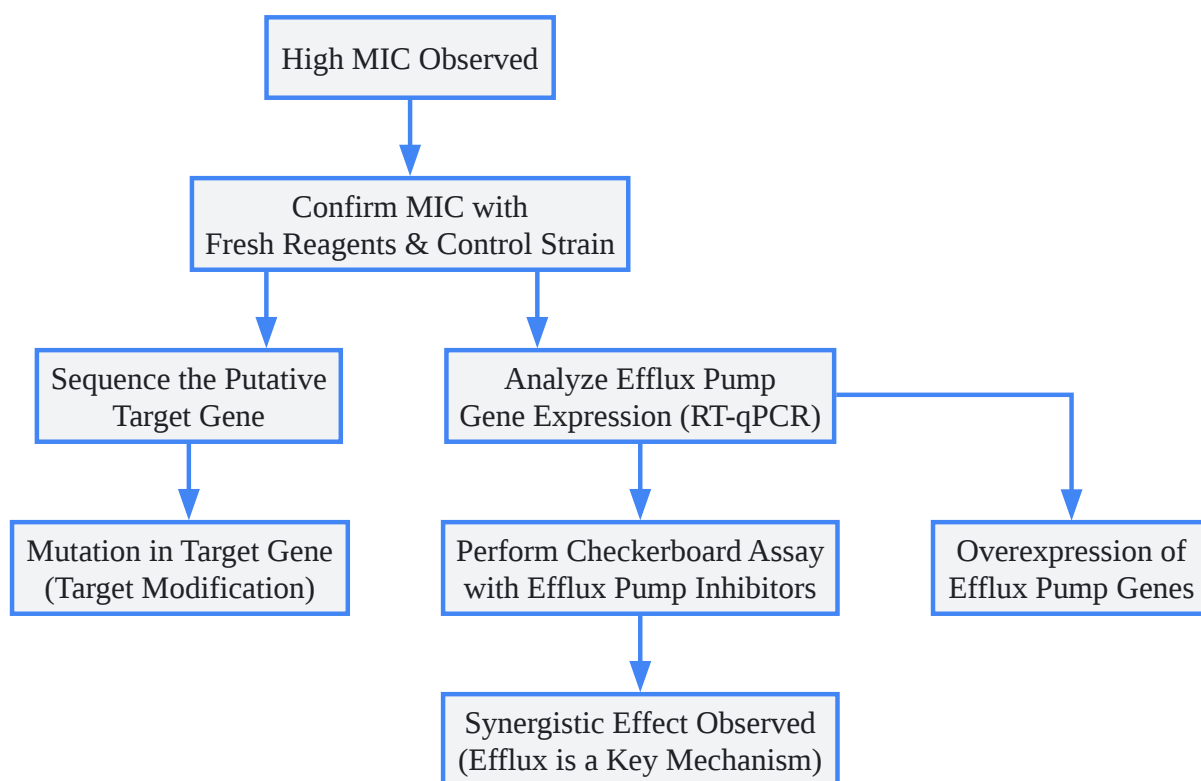 High MIC Observed
Confirm MIC with
Fresh Reagents & Control Strain
Sequence the Putative
Target Gene
Analyze Efflux Pump
Gene Expression (RT-qPCR)
Mutation in Target Gene
(Target Modification)
Perform Checkerboard Assay
with Efflux Pump Inhibitors
Overexpression of
Efflux Pump Genes
Synergistic Effect Observed
(Efflux is a Key Mechanism)